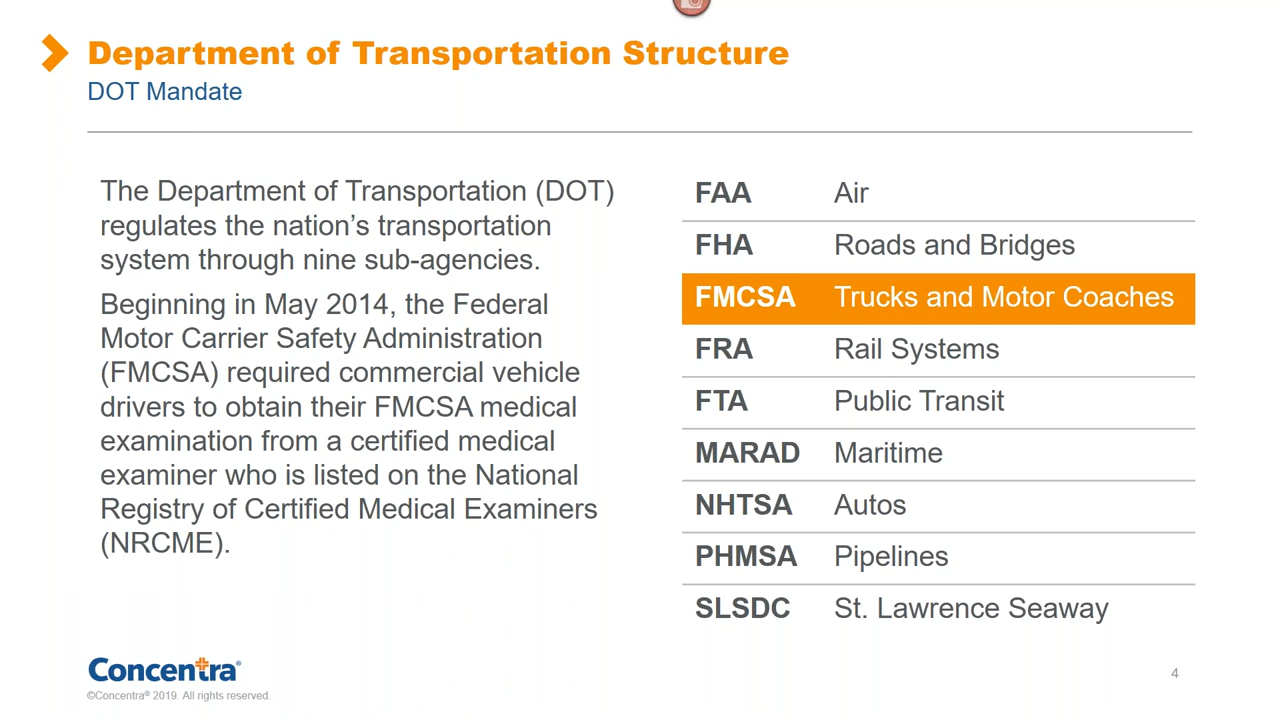 Department of Transportation Structure
DOT Mandate
The Department of Transportation (DOT)
regulates the nation’s transportation
system through nine sub-agencies.
Beginning in May 2014, the Federal
Motor Carrier Safety Administration
(FMCSA) required commercial vehicle
drivers to obtain their FMCSA medical
examination from a certified medical
examiner who is listed on the National
Registry of Certified Medical Examiners
(NRCME).
FAA Air
FHA Roads and Bridges
FMCSA Trucks and Motor Coaches
FRA Rail Systems
FTA Public Transit
MARAD Maritime
NHTSA Autos
PHMSA Pipelines
SLSDC St. Lawrence Seaway
Concentra®
©Concentra® 2019. All rights reserved.
4